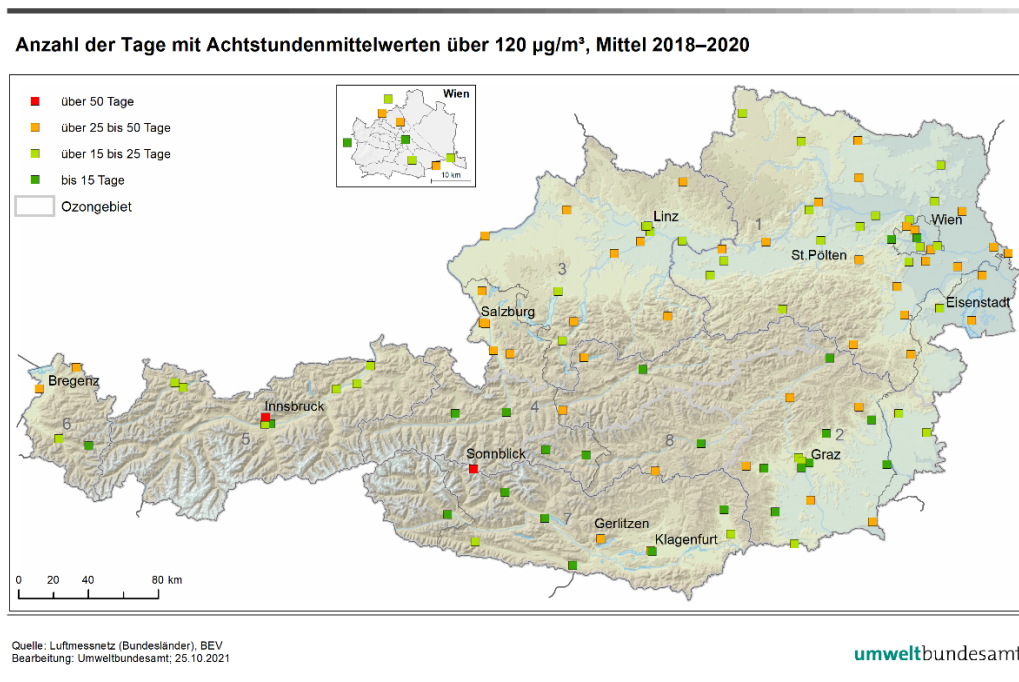 Anzahl der Tage mit Achtstundenmittelwerten über 120 µg/m³, Mittel 2018–2020
über 50 Tage
über 25 bis 50 Tage
über 15 bis 25 Tage
bis 15 Tage
Ozongebiet
Wien
10 km
Linz
1
Wien
St.Pölten
3
Eisenstadt
Salzburg
Bregenz
Innsbruck
4
6
5
2
8
Sonnblick
Graz
7
Gerlitzen
Klagenfurt
0 20 40 80 km
Quelle: Luftmessnetz (Bundesländer), BEV
Bearbeitung: Umweltbundesamt; 25.10.2021
umweltbundesamt